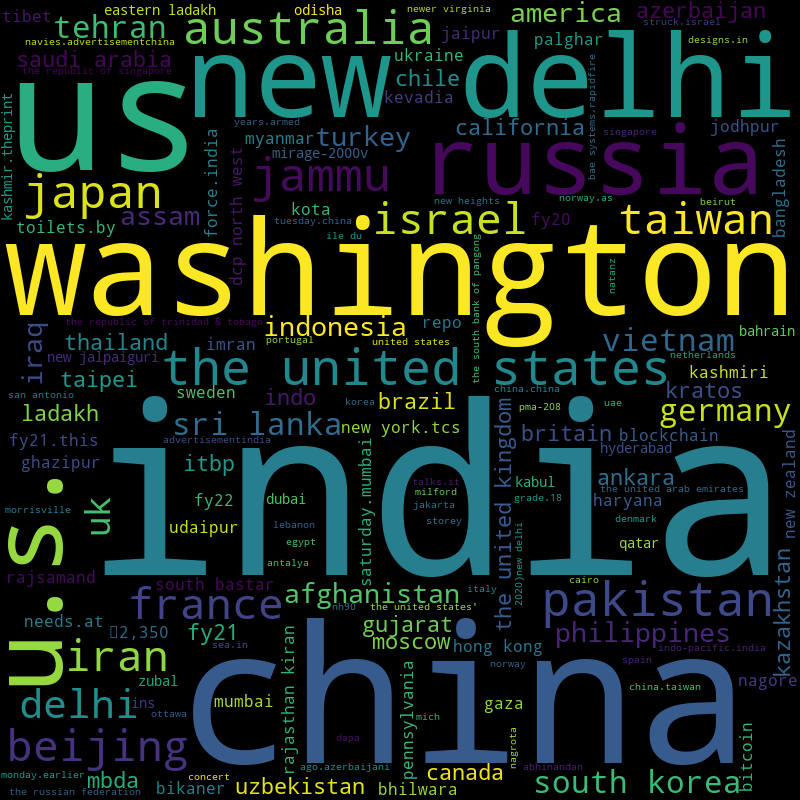 tibet
eastern ladakh
odisha
newer virginia
america
azerbaijan
tehran
australia
jaipur
struck.israel
navies.advertisementchina
ukraine
palghar
designs.in
saudi arabia
the republic of singapore
us
new delhi
chile
kevadia
kashmir.theprint
force.india
years.armed
myanmar
turkey
california
bae systems.rapidfire
singapore
jodhpur
bangladesh
mirage-2000v
japan
jammu
russia
dcp north west
assam
kota
new heights
norway.as
beirut
toilets.by
tuesday.china
israel
fy20
taiwan
ile du
washington
the south bank of pangong
natanz
the republic of trinidad & tobago
indonesia
repo
vietnam
bahrain
iraq
thailand
imran
portugal
united states
netherlands
new jalpaiguri
the united states
kashmiri
taipei
sweden
indo
korea
brazil
china.china
pma-208
uae
kratos
san antonio
ladakh
sri lanka
new york.tcs
the united kingdom
britain
blockchain
germany
fy21.this
advertisementindia
hyderabad
ghazipur
itbp
saturday.mumbai
india
talks.it
kabul
ankara
new zealand
u.s.
uk
fy22
dubai
milford
grade.18
the united arab emirates
haryana
morrisville
jakarta
udaipur
lebanon
storey
denmark
egypt
2020)new delhi
qatar
antalya
rajsamand
south bastar
afghanistan
italy
cairo
kazakhstan
france
nh90
the united states'
pakistan
needs.at
2,350
fy21
gujarat
philippines
iran
sea.in
rajasthan kiran
moscow
hong kong
indo-pacific.india
china
norway
spain
zubal
pennsylvania
nagore
delhi
ins
mumbai
gaza
china.taiwan
ottawa
mich
beijing
dapa
nagrota
bitcoin
monday.earlier
mbda
concert
ago.azerbaijani
canada
abhinandan
the russian federation
bikaner
uzbekistan
bhilwara
south korea